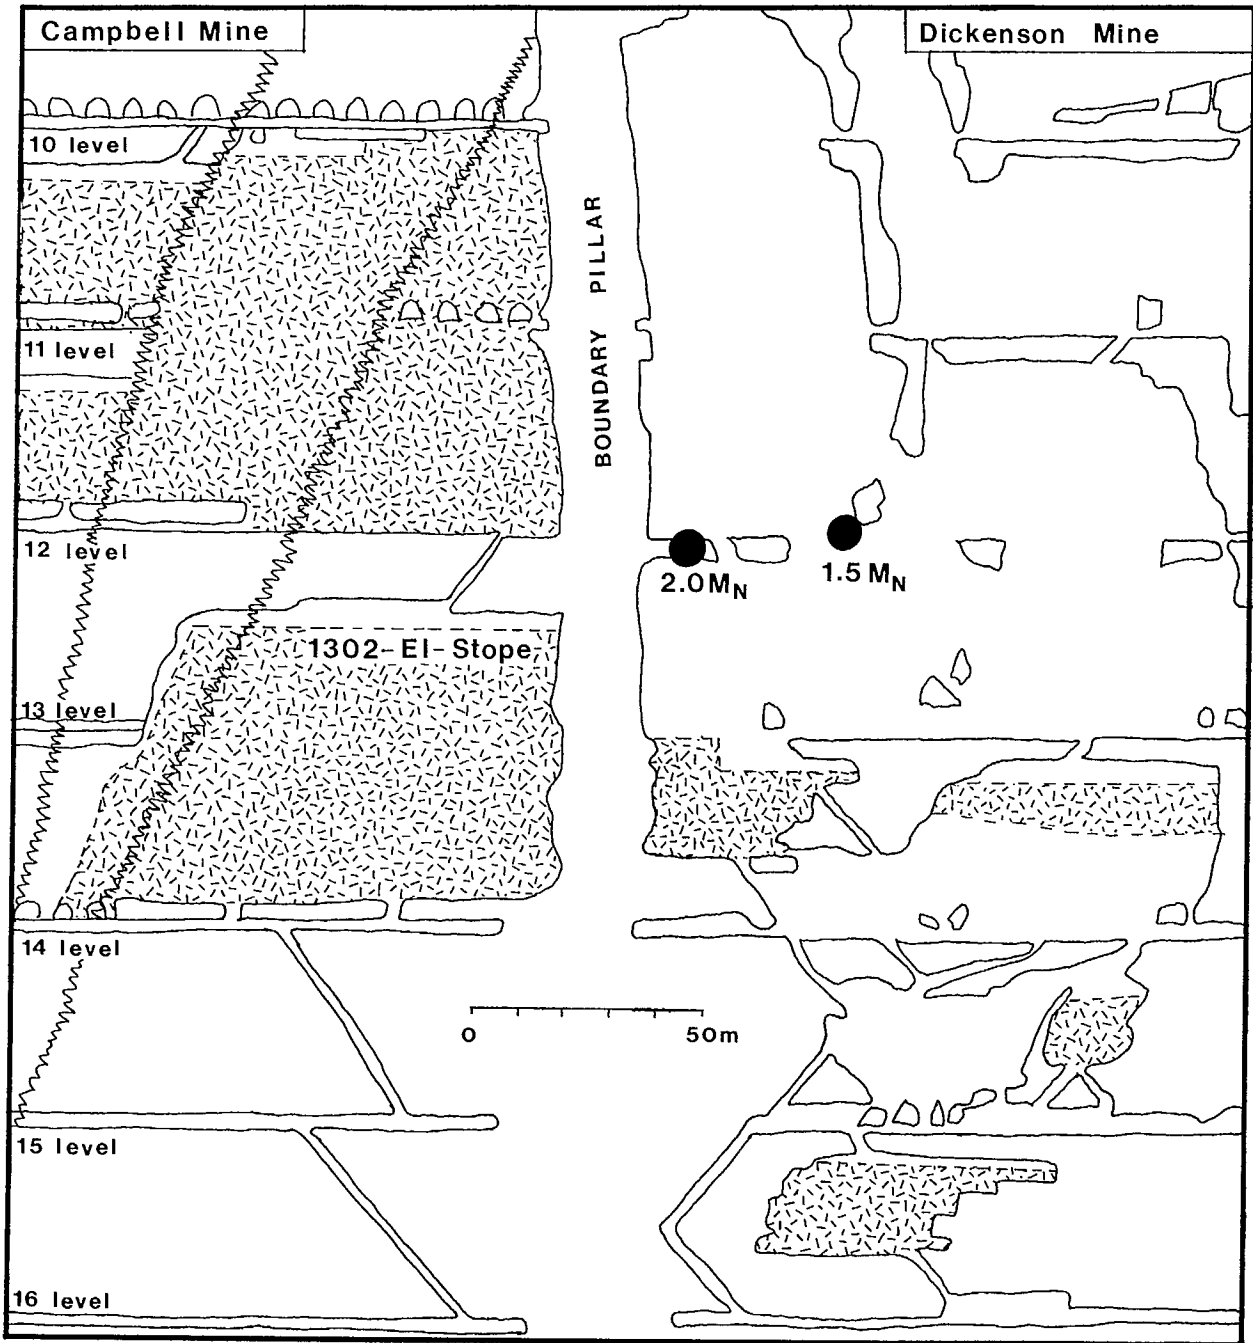 Campbell Mine
Dickenson Mine
10 level
BOUNDARY PILLAR
11 level
12 level
2.0 MN
1.5 MN
1302-El-Stope
13 level
14 level
0 50m
15 level
16 level